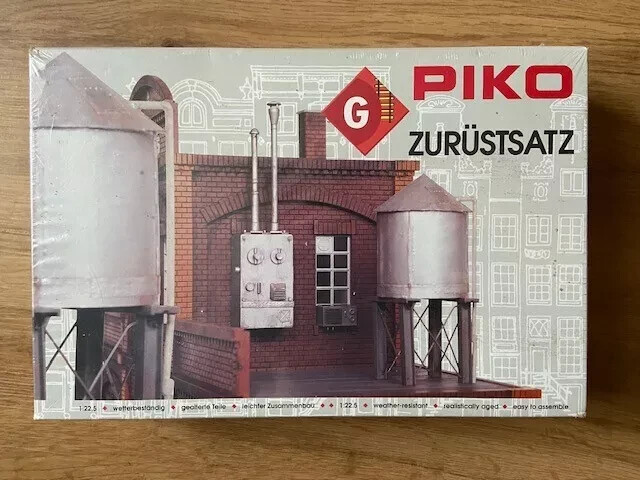 G
PIKO
ZURÜSTSATZ
1:22,5 ◆ wetterbeständig ◆ gealterte Teile ◆ leichter Zusammenbau ◆ 1:22.5 ◆ weather-resistant ◆ realistically aged ◆ easy to assemble